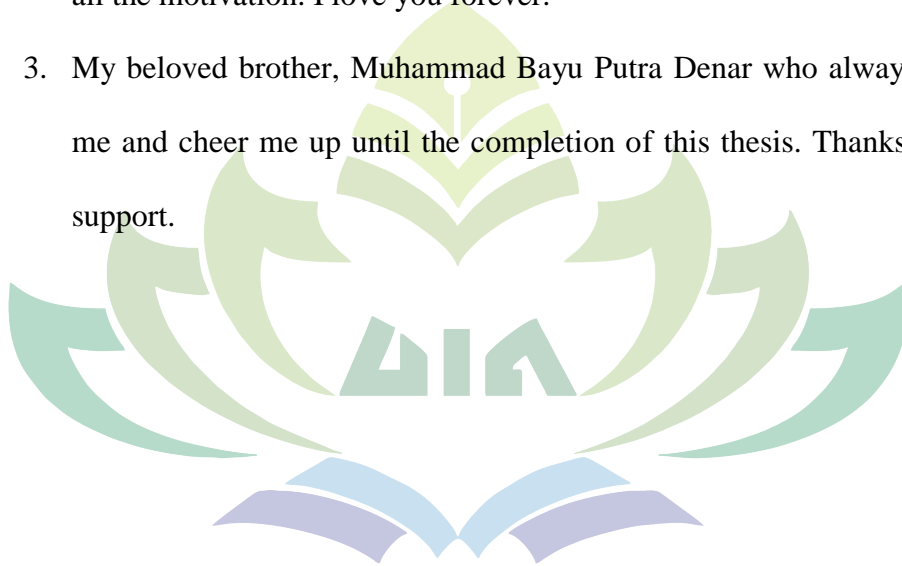 all the motivation. I love you forever.
3. My beloved brother, Muhammad Bayu Putra Denar who alway
me and cheer me up until the completion of this thesis. Thanks
support.
UIN